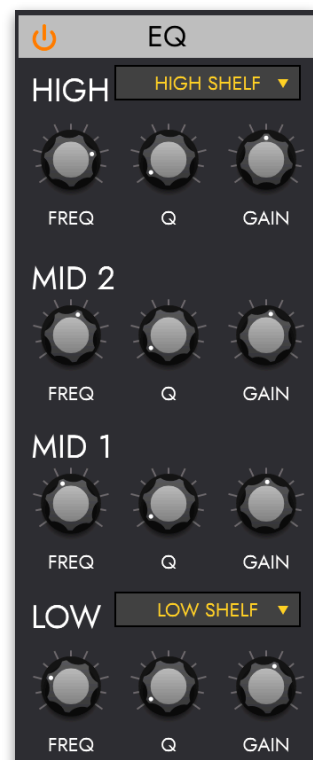 EQ
HIGH HIGH SHELF
FREQ Q GAIN
MID 2
FREQ Q GAIN
MID 1
FREQ Q GAIN
LOW LOW SHELF
FREQ Q GAIN